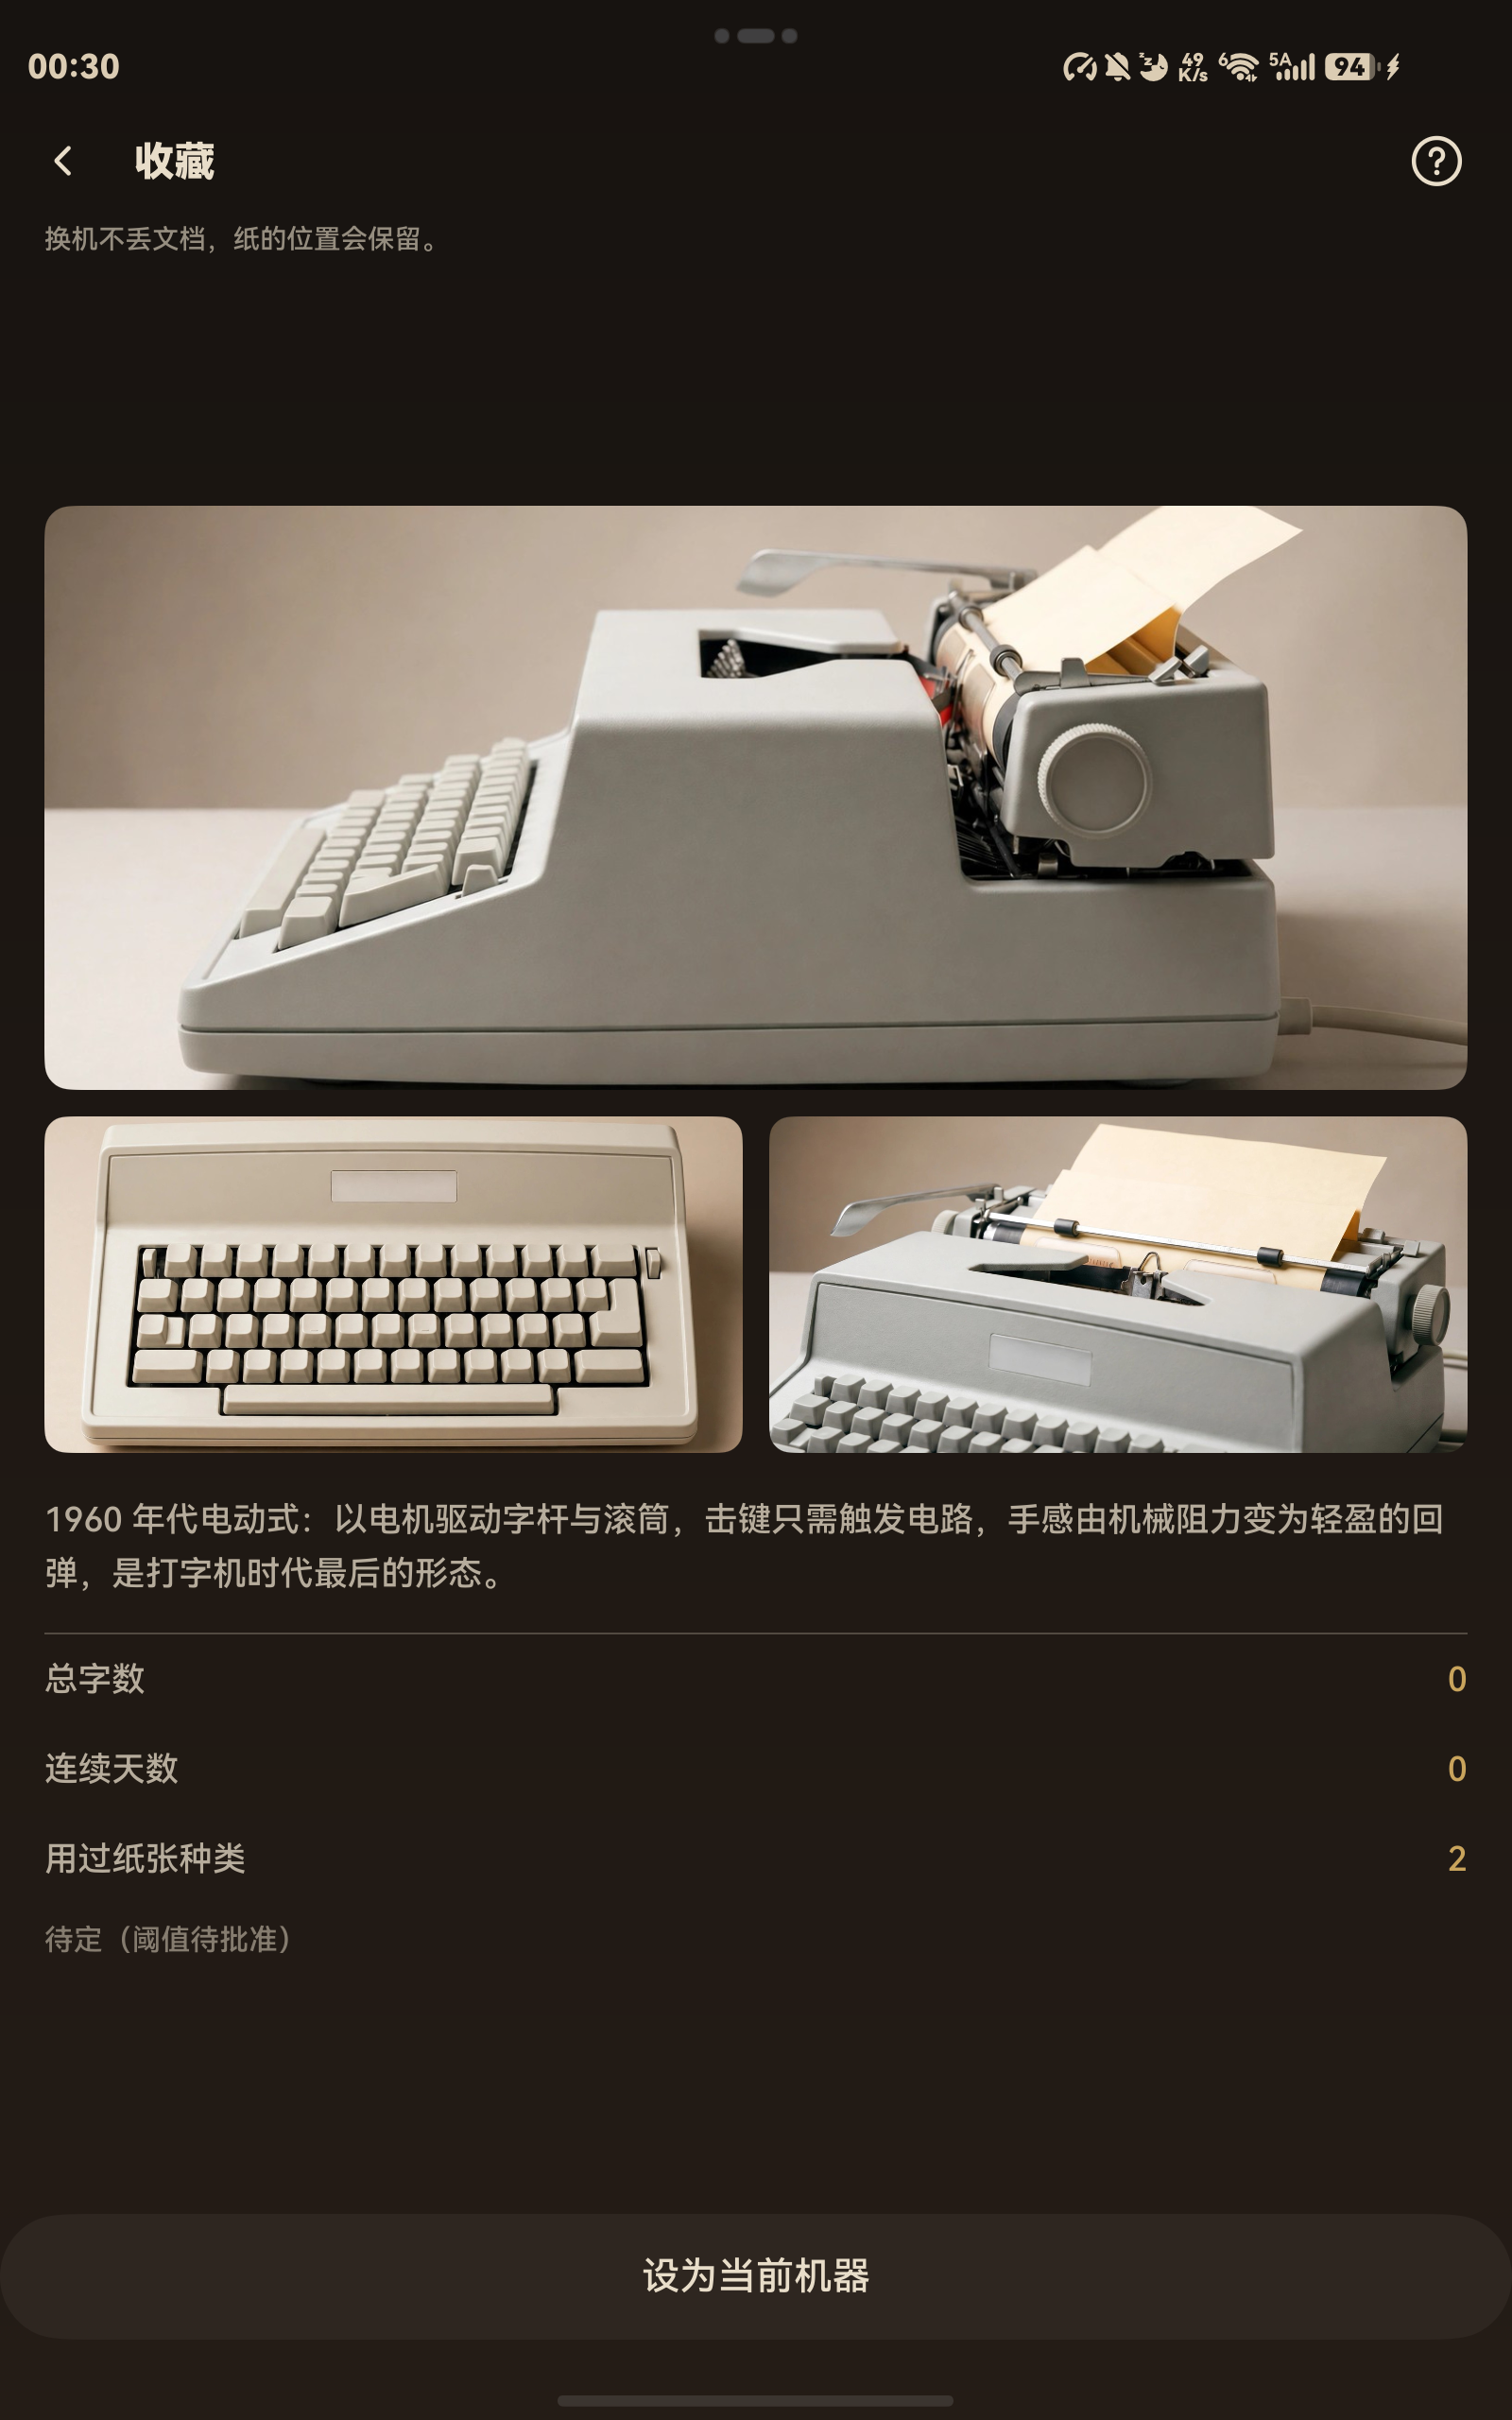 00:30
49
K/s
6
5A
94
收藏
换机不丢文档，纸的位置会保留。
1960 年代电动式：以电机驱动字杆与滚筒，击键只需触发电路，手感由机械阻力变为轻盈的回
弹，是打字机时代最后的形态。
总字数 0
连续天数 0
用过纸张种类 2
待定（阈值待批准）
设为当前机器